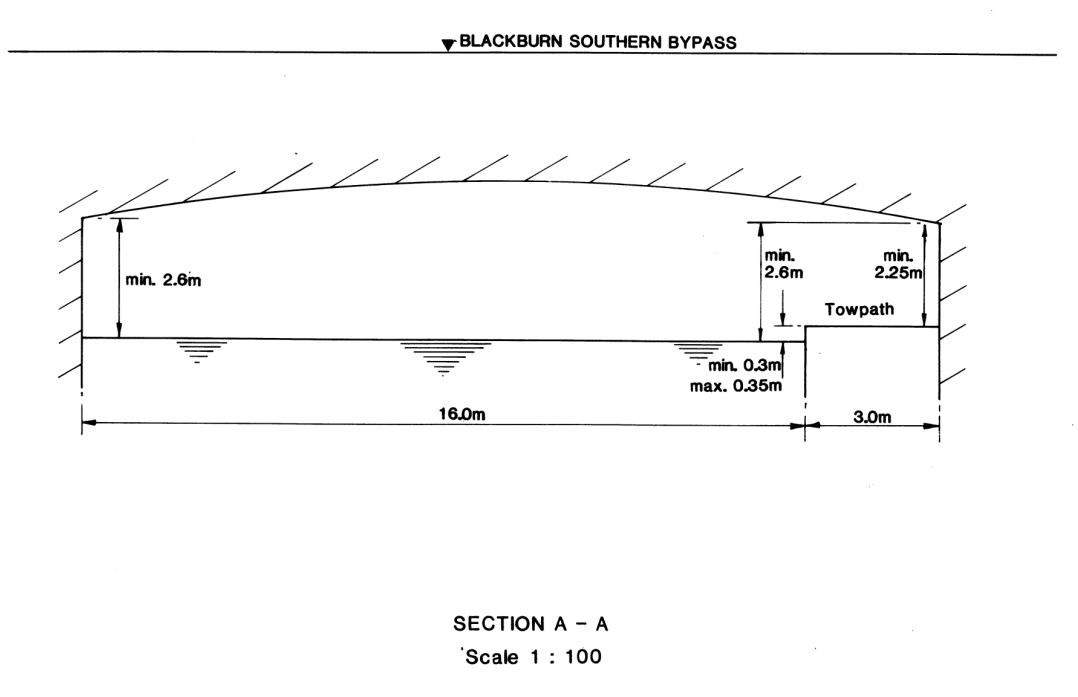 BLACKBURN SOUTHERN BYPASS
min. 2.6m
min.
2.6m
min.
2.25m
Towpath
min. 0.3m
max. 0.35m
16.0m
3.0m
SECTION A - A
Scale 1 : 100